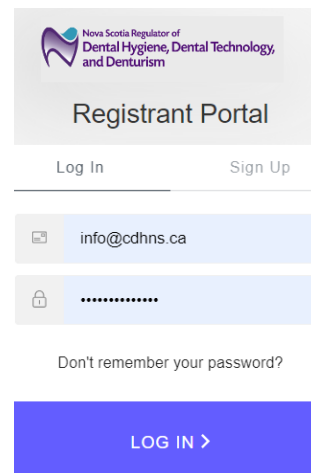 Nova Scotia Regulator of
Dental Hygiene, Dental Technology,
and Denturism
Registrant Portal
Log In Sign Up
info@cdhns.ca
••••••••••••••
Don't remember your password?
LOG IN >